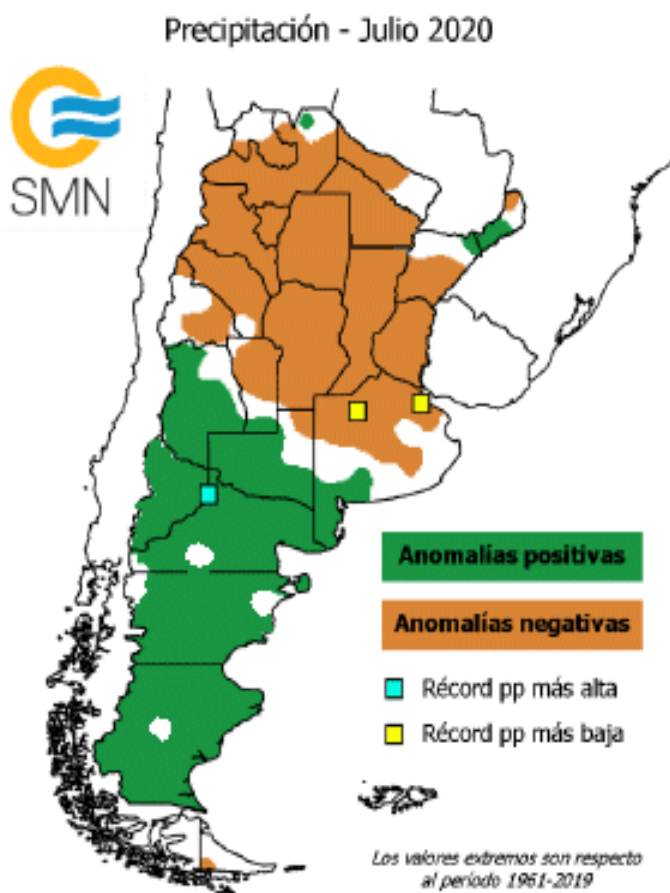 Precipitación - Julio 2020
SMN
Anomalías positivas
Anomalías negativas
Récord pp más alta
Récord pp más baja
Los valores extremos son respecto
al período 1961-2019